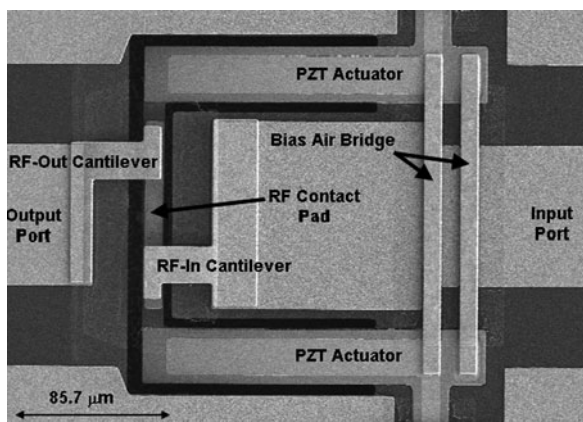 PZT Actuator
Bias Air Bridge
RF-Out Cantilever
RF Contact
Pad
Output
Port
Input
Port
RF-In Cantilever
PZT Actuator
85.7 μm